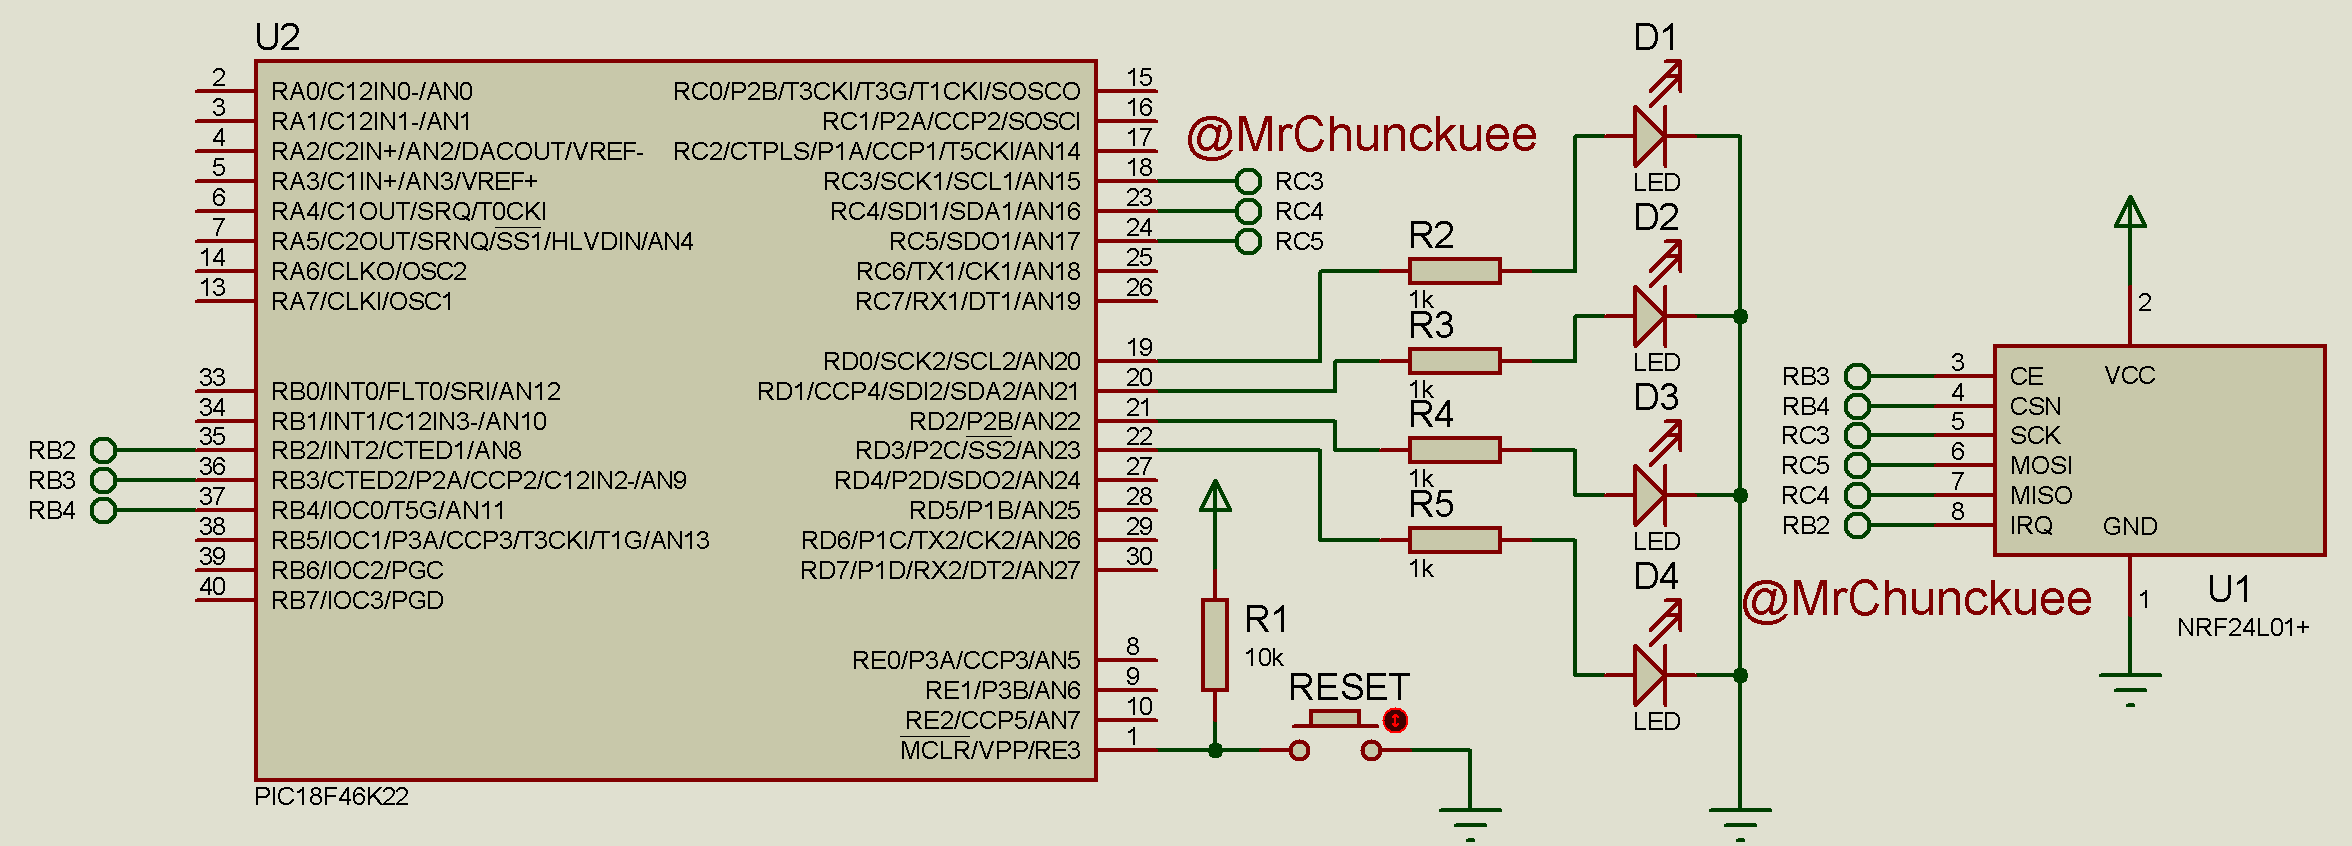 U2
2 RA0/C12IN0-/AN0
3 RA1/C12IN1-/AN1
4 RA2/C2IN+/AN2/DACOUT/VREF-
5 RA3/C1IN+/AN3/VREF+
6 RA4/C1OUT/SRQ/T0CKI
7 RA5/C2OUT/SRNQ/SS1/HLVDIN/AN4
14 RA6/CLKO/OSC2
13 RA7/CLKI/OSC1
33 RB0/INT0/FLT0/SRI/AN12
34 RB1/INT1/C12IN3-/AN10
RB2 35 RB2/INT2/CTED1/AN8
RB3 36 RB3/CTED2/P2A/CCP2/C12IN2-/AN9
RB4 37 RB4/IOC0/T5G/AN11
38 RB5/IOC1/P3A/CCP3/T3CKI/T1G/AN13
39 RB6/IOC2/PGC
40 RB7/IOC3/PGD
RC0/P2B/T3CKI/T3G/T1CKI/SOSCO 15
RC1/P2A/CCP2/SOSCI 16
RC2/CTPLS/P1A/CCP1/T5CKI/AN14 17
RC3/SCK1/SCL1/AN15 18 RC3
RC4/SDI1/SDA1/AN16 23 RC4
RC5/SDO1/AN17 24 RC5
RC6/TX1/CK1/AN18 25
RC7/RX1/DT1/AN19 26
RD0/SCK2/SCL2/AN20 19
RD1/CCP4/SDI2/SDA2/AN21 20
RD2/P2B/AN22 21
RD3/P2C/SS2/AN23 22
RD4/P2D/SDO2/AN24 27
RD5/P1B/AN25 28
RD6/P1C/TX2/CK2/AN26 29
RD7/P1D/RX2/DT2/AN27 30
RE0/P3A/CCP3/AN5 8
RE1/P3B/AN6 9
RE2/CCP5/AN7 10
MCLR/VPP/RE3 1
PIC18F46K22
@MrChunckuee
R1
10k
RESET
R2
1k
R3
1k
R4
1k
R5
1k
D1
LED
D2
LED
D3
LED
D4
LED
2
VCC
RB3 3 CE
RB4 4 CSN
RC3 5 SCK
RC5 6 MOSI
RC4 7 MISO
RB2 8 IRQ
GND
1
@MrChunckuee
U1
NRF24L01+